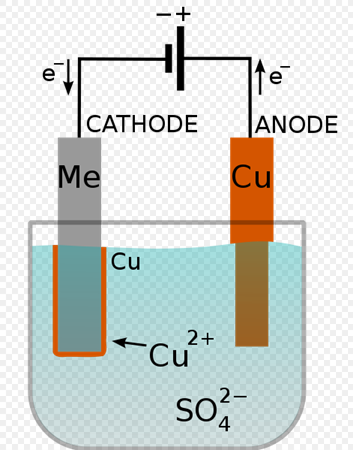 −+
e⁻ e⁻
CATHODE ANODE
Me Cu
Cu
Cu²⁺
SO₄²⁻